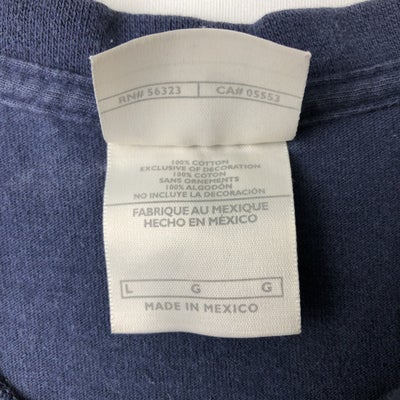 RN# 56323 CA# 05553
100% COTTON
EXCLUSIVE OF DECORATION
100% COTON
SANS ORNEMENTS
100% ALGODÓN
NO INCLUYE LA DECORACIÓN
FABRIQUE AU MEXIQUE
HECHO EN MÉXICO
L G G
MADE IN MEXICO